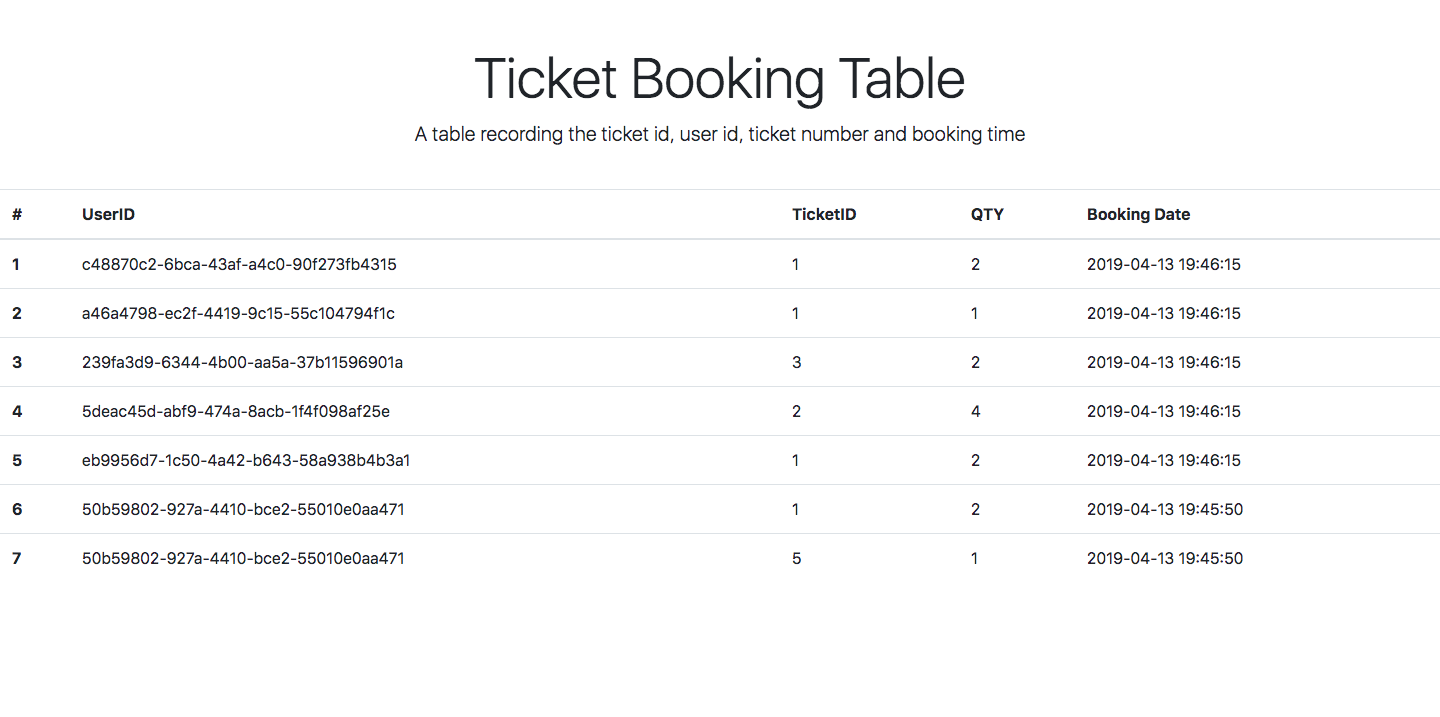 Ticket Booking Table
A table recording the ticket id, user id, ticket number and booking time
# UserID TicketID QTY Booking Date
1 c48870c2-6bca-43af-a4c0-90f273fb4315 1 2 2019-04-13 19:46:15
2 a46a4798-ec2f-4419-9c15-55c104794f1c 1 1 2019-04-13 19:46:15
3 239fa3d9-6344-4b00-aa5a-37b11596901a 3 2 2019-04-13 19:46:15
4 5deac45d-abf9-474a-8acb-1f4f098af25e 2 4 2019-04-13 19:46:15
5 eb9956d7-1c50-4a42-b643-58a938b4b3a1 1 2 2019-04-13 19:46:15
6 50b59802-927a-4410-bce2-55010e0aa471 1 2 2019-04-13 19:45:50
7 50b59802-927a-4410-bce2-55010e0aa471 5 1 2019-04-13 19:45:50